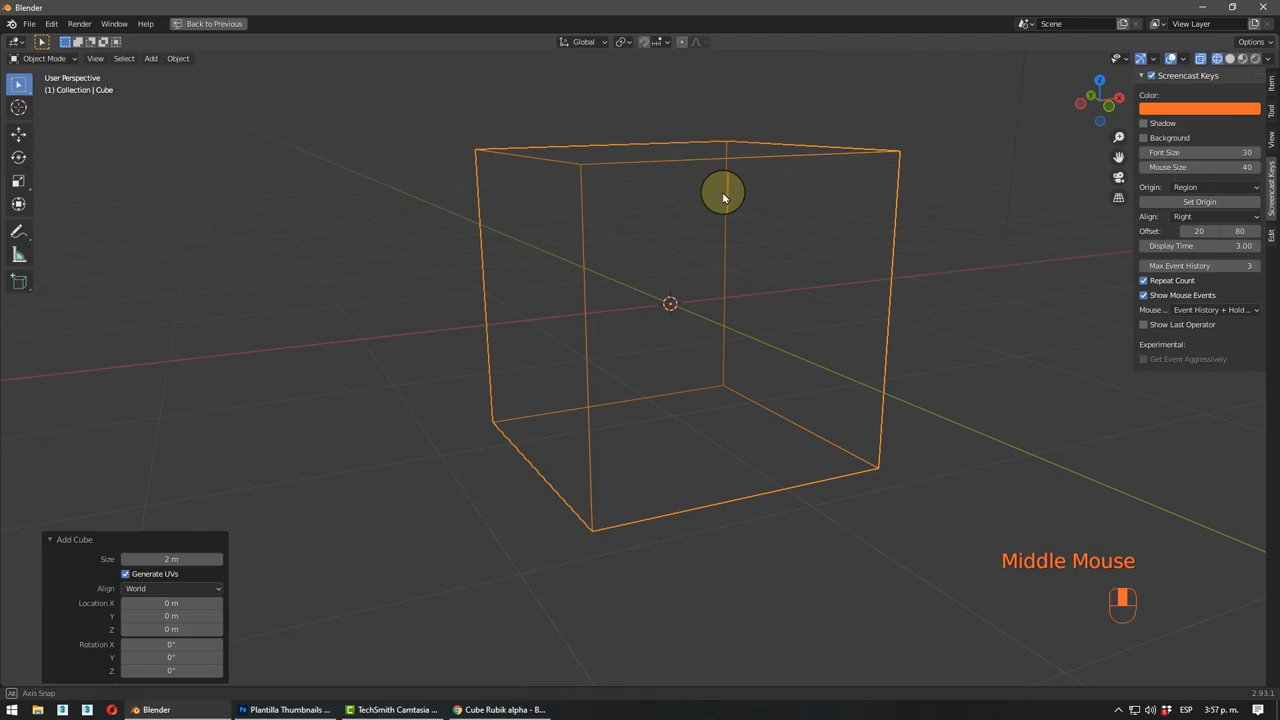 Blender
File Edit Render Window Help Back to Previous Scene View Layer
Global Options
Object Mode View Select Add Object
User Perspective
(1) Collection | Cube
Z
X
Y
Screencast Keys
Color:
Shadow
Background
Font Size 30
Mouse Size 40
Origin: Region
Set Origin
Align: Right
Offset: 20 80
Display Time 3.00
Max Event History 3
Repeat Count
Show Mouse Events
Mouse ... Event History + Hold ...
Show Last Operator
Experimental:
Get Event Aggressively
Item
Tool
View
Screencast Keys
Edit
Add Cube
Size 2 m
Generate UVs
Align World
Location X 0 m
Y 0 m
Z 0 m
Rotation X 0°
Y 0°
Z 0°
Middle Mouse
Axis Snap 2.93.1
Blender Plantilla Thumbnails ... TechSmith Camtasia ... Cube Rubik alpha - B... ESP 3:57 p. m.